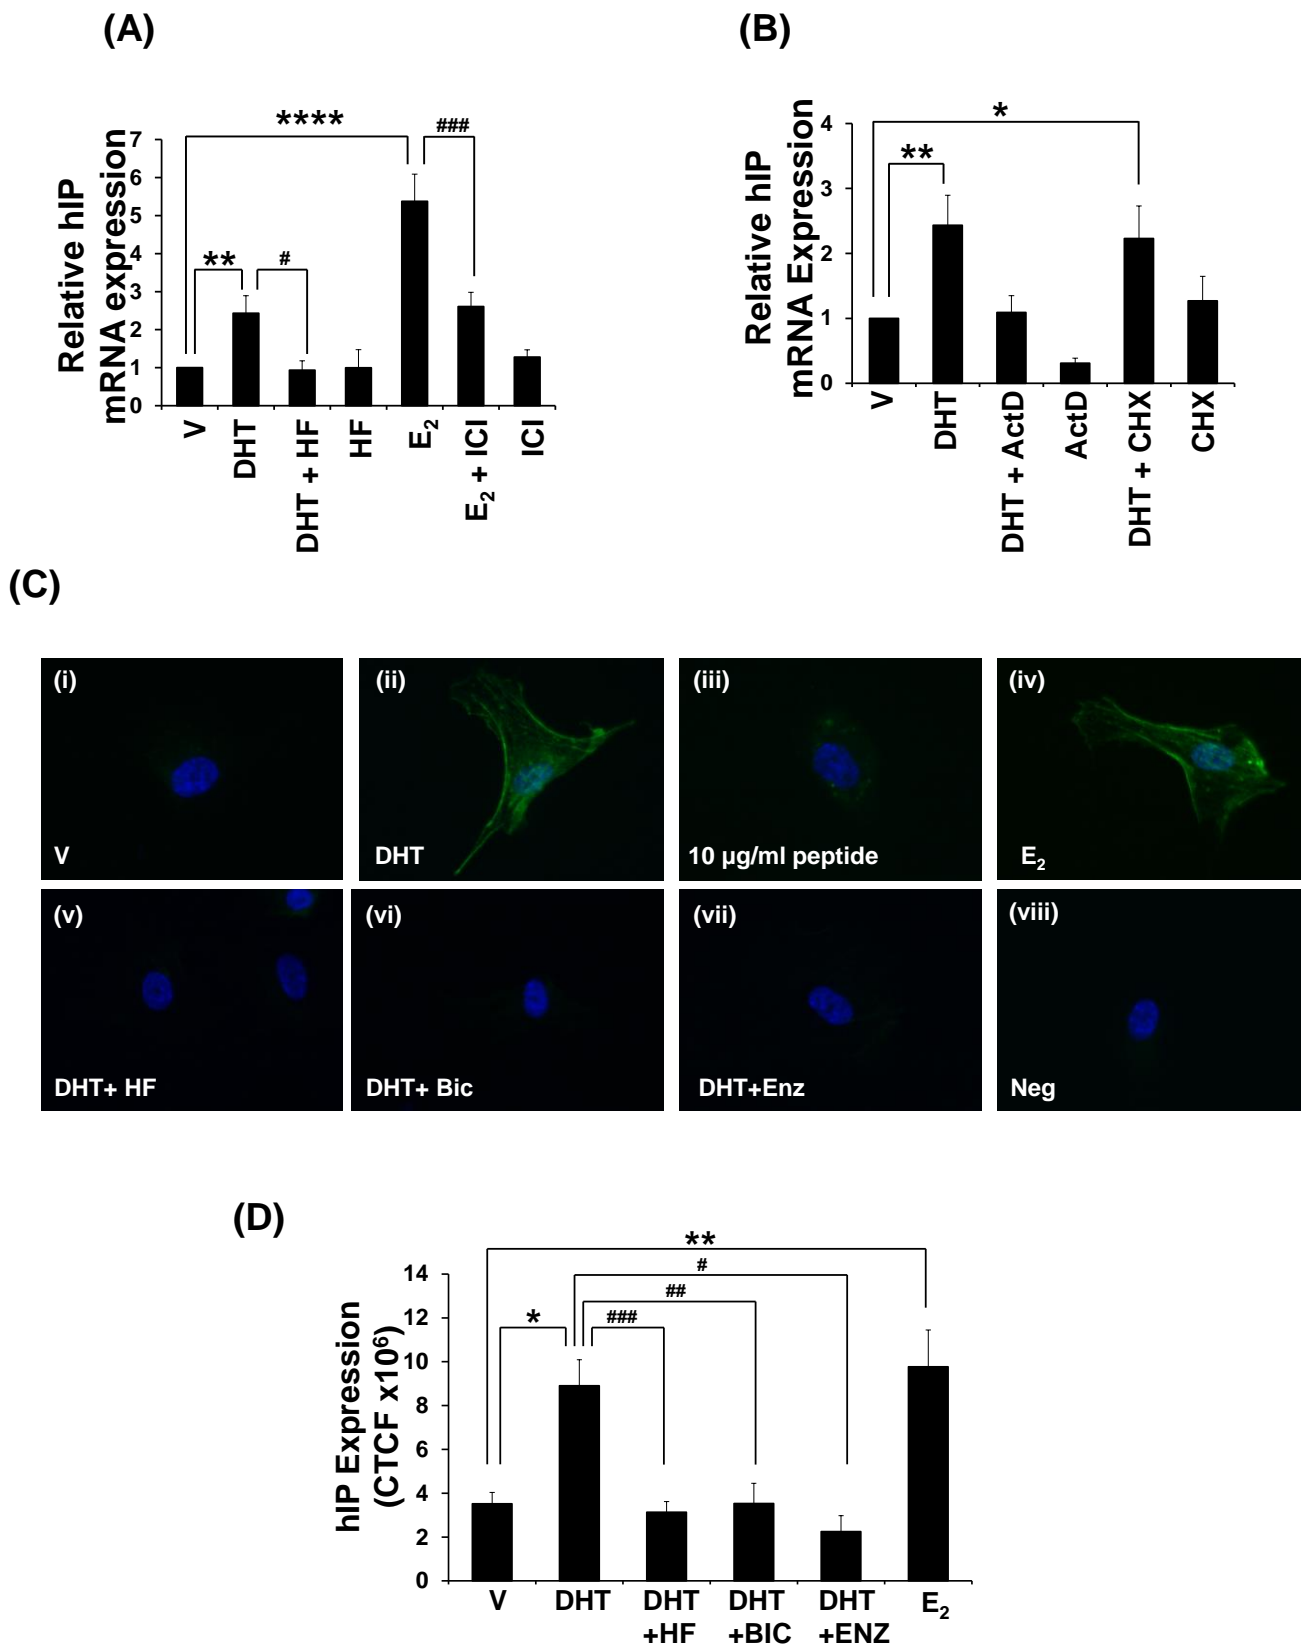 (A)
(B)
Relative hIP
mRNA expression
7
6
5
4
3
2
1
0
****
###
**
#
V
DHT
DHT + HF
HF
E₂
E₂ + ICI
ICI
Relative hIP
mRNA Expression
4
3
2
1
0
*
**
V
DHT
DHT + ActD
ActD
DHT + CHX
CHX
(C)
(i)
V
(ii)
DHT
(iii)
10 µg/ml peptide
(iv)
E₂
(v)
DHT+ HF
(vi)
DHT+ Bic
(vii)
DHT+Enz
(viii)
Neg
(D)
hIP Expression
(CTCF x10⁶)
14
12
10
8
6
4
2
0
**
#
##
*
###
V
DHT
DHT
+HF
DHT
+BIC
DHT
+ENZ
E₂